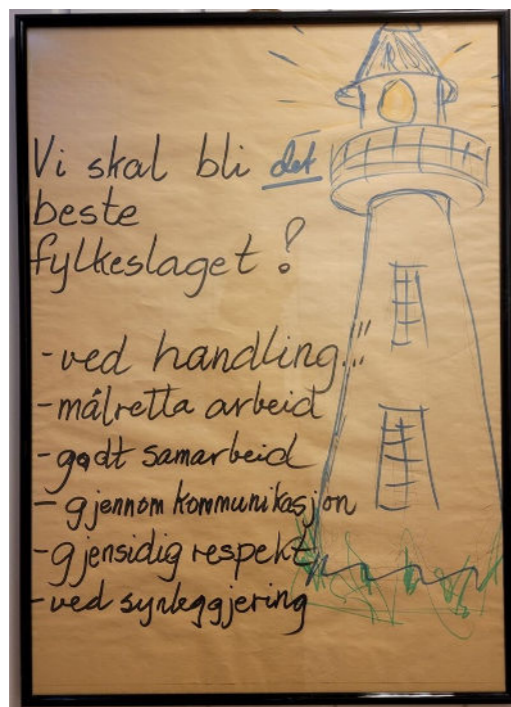 Vi skal bli det
beste
fylkeslaget!
-ved handling..."
-målretta arbeid
-godt samarbeid
-gjennom kommunikasjon
-gjensidig respekt
-ved synleggjering